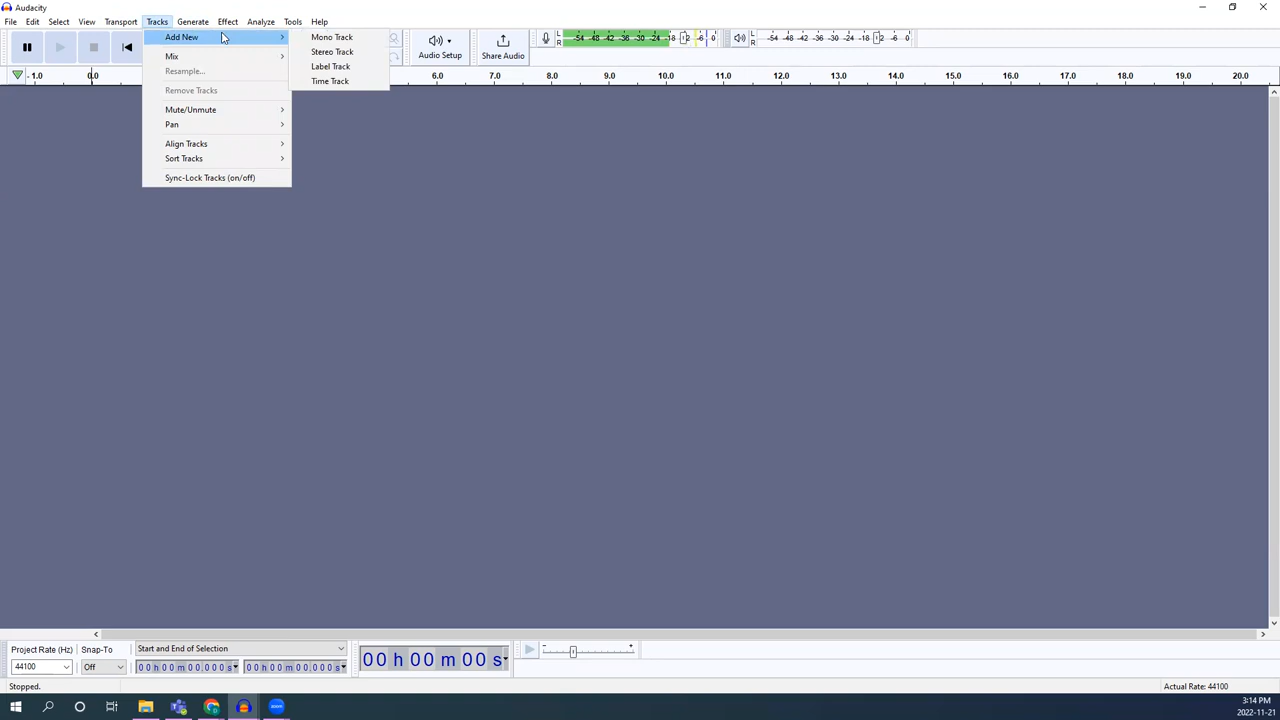 Audacity
File Edit Select View Transport Tracks Generate Effect Analyze Tools Help
Add New
Mix
Resample...
Remove Tracks
Mute/Unmute
Pan
Align Tracks
Sort Tracks
Sync-Lock Tracks (on/off)
Mono Track
Stereo Track
Label Track
Time Track
Audio Setup
Share Audio
L R -54 -48 -42 -36 -30 -24 -18 -12 -6 0
L R -54 -48 -42 -36 -30 -24 -18 -12 -6 0
-1.0 0.0 6.0 7.0 8.0 9.0 10.0 11.0 12.0 13.0 14.0 15.0 16.0 17.0 18.0 19.0 20.0
Project Rate (Hz) Snap-To Start and End of Selection
44100 Off 00 h 00 m 00.000 s 00 h 00 m 00.000 s
00 h 00 m 00 s
- +
Stopped. Actual Rate: 44100
zoom
3:14 PM
2022-11-21